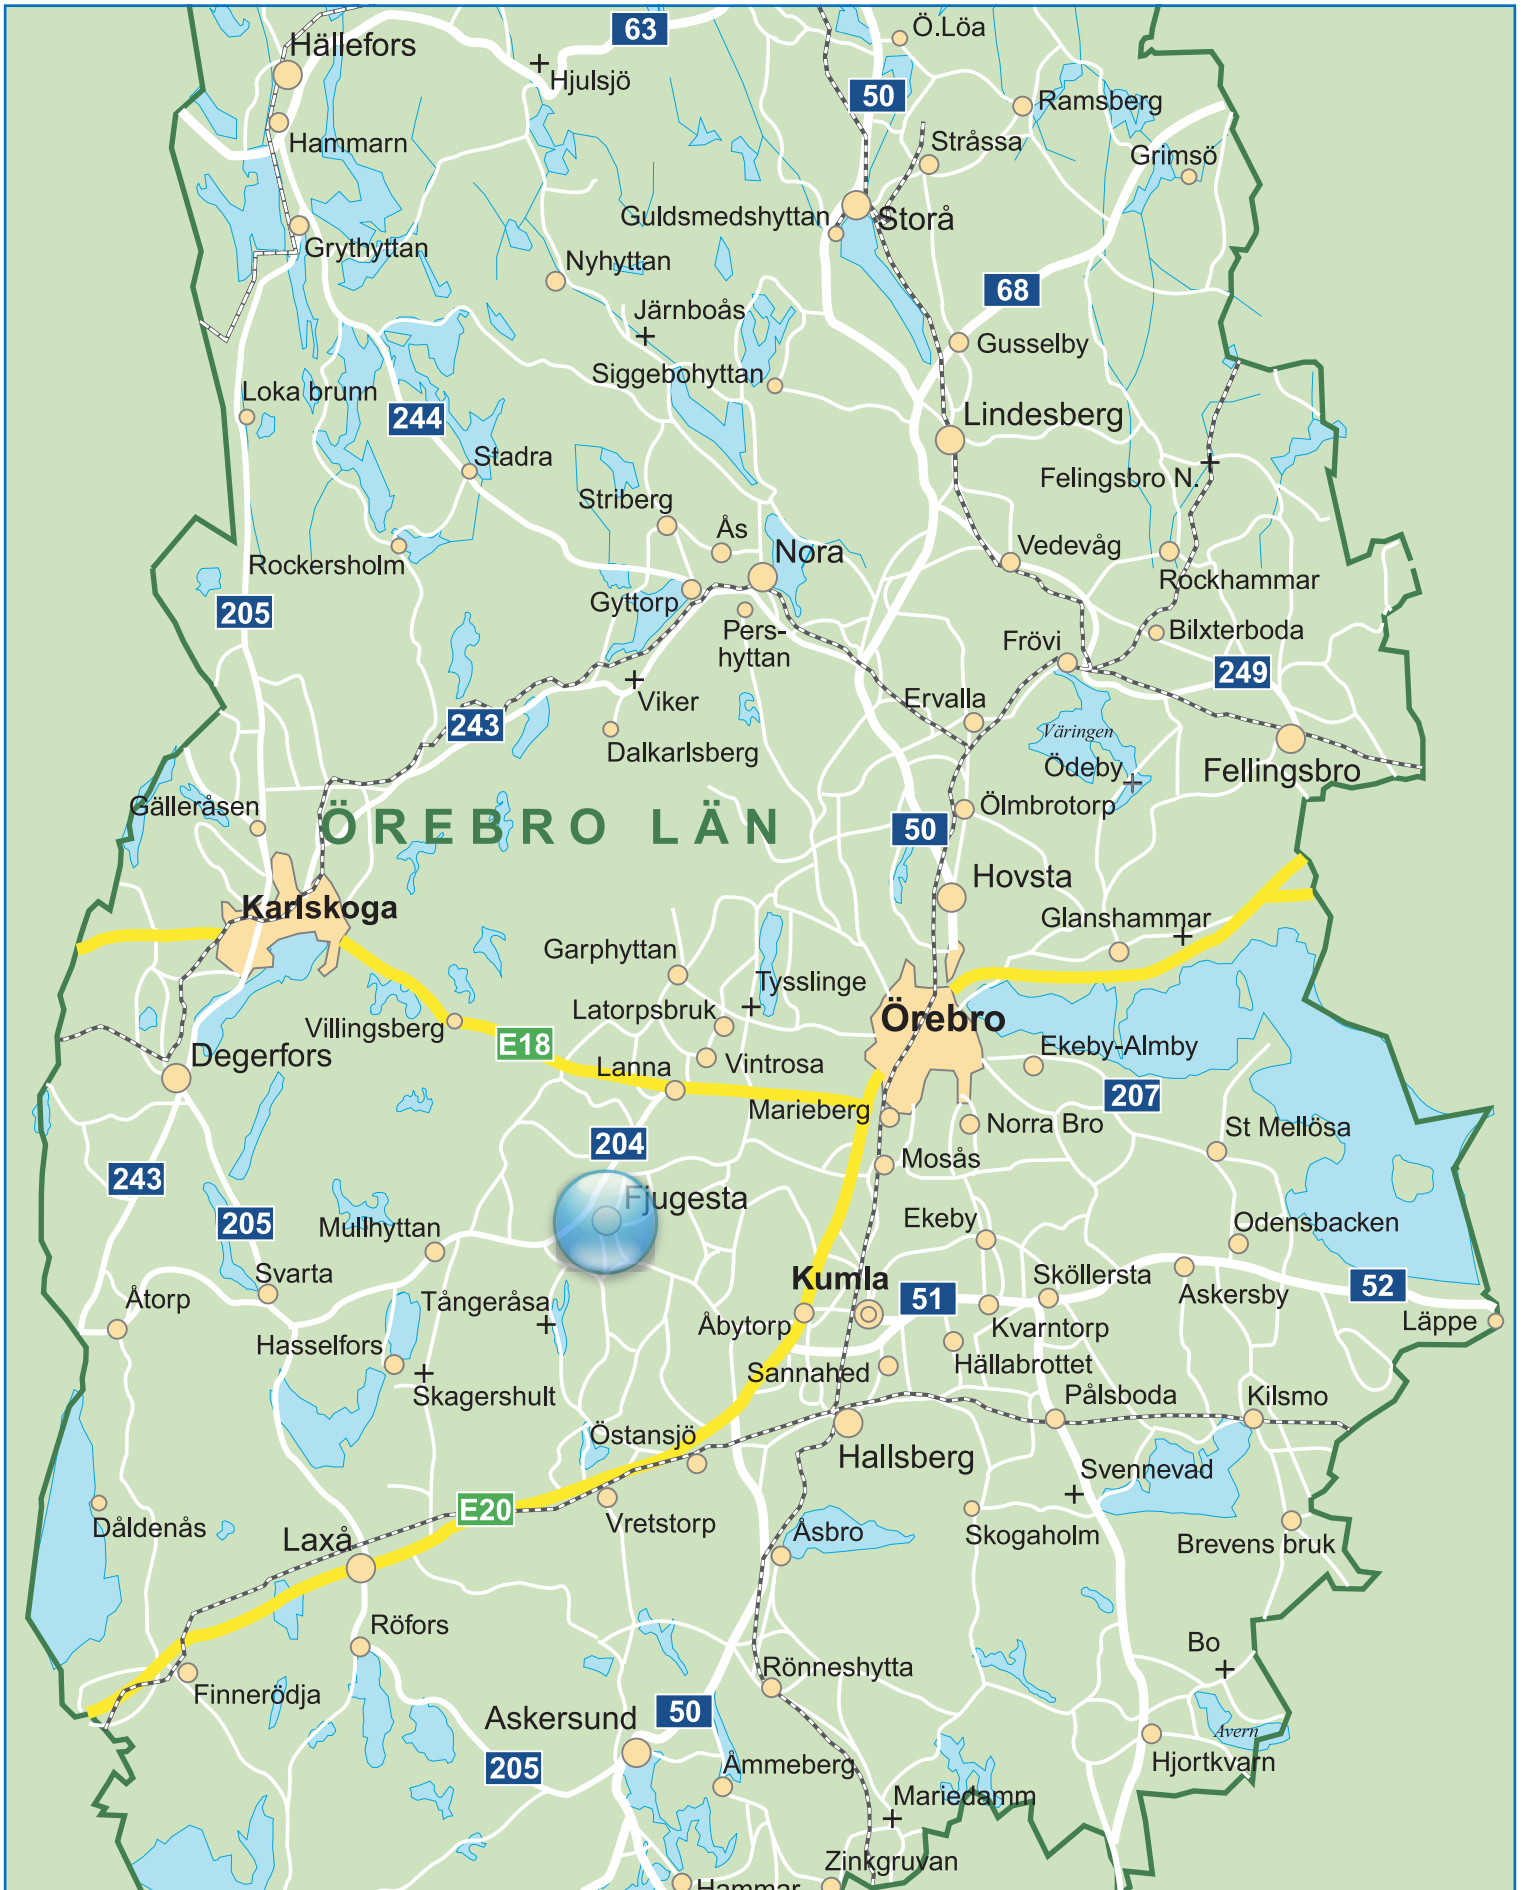 63
Ö.Löa
Hällefors
Hjulsjö
50
Ramsberg
Hammarn
Stråssa
Grimsö
Guldsmedshyttan
Storå
Grythyttan
Nyhyttan
68
Järnboås
Gusselby
Siggebohyttan
Loka brunn
244
Lindesberg
Stadra
Felingsbro N.
Striberg
Ås
Nora
Vedevåg
Rockersholm
Rockhammar
Gyttorp
205
Pers-
hyttan
Bilxterboda
Frövi
249
Viker
Ervalla
243
Väringen
Dalkarlsberg
Ödeby
Fellingsbro
Gälleråsen
Ölmbrotorp
ÖREBRO LÄN
50
Hovsta
Karlskoga
Glanshammar
Garphyttan
Tysslinge
Latorpsbruk
Örebro
Villingsberg
E18
Ekeby-Almby
Degerfors
Lanna
Vintrosa
207
Marieberg
Norra Bro
St Mellösa
204
Mosås
243
Fjugesta
205
Mullhyttan
Ekeby
Odensbacken
Svarta
Kumla
Sköllersta
52
Askersby
Åtorp
Tångeråsa
51
Åbytorp
Kvarntorp
Läppe
Hasselfors
Hällabrottet
Sannahed
Skagershult
Pålsboda
Kilsmo
Östansjö
Hallsberg
Svennevad
E20
Dåldenås
Vretstorp
Åsbro
Skogaholm
Brevens bruk
Laxå
Röfors
Bo
Rönneshytta
Finnerödja
Askersund
50
Avern
Hjortkvarn
205
Åmmeberg
Mariedamm
Zinkgruvan
Hammar